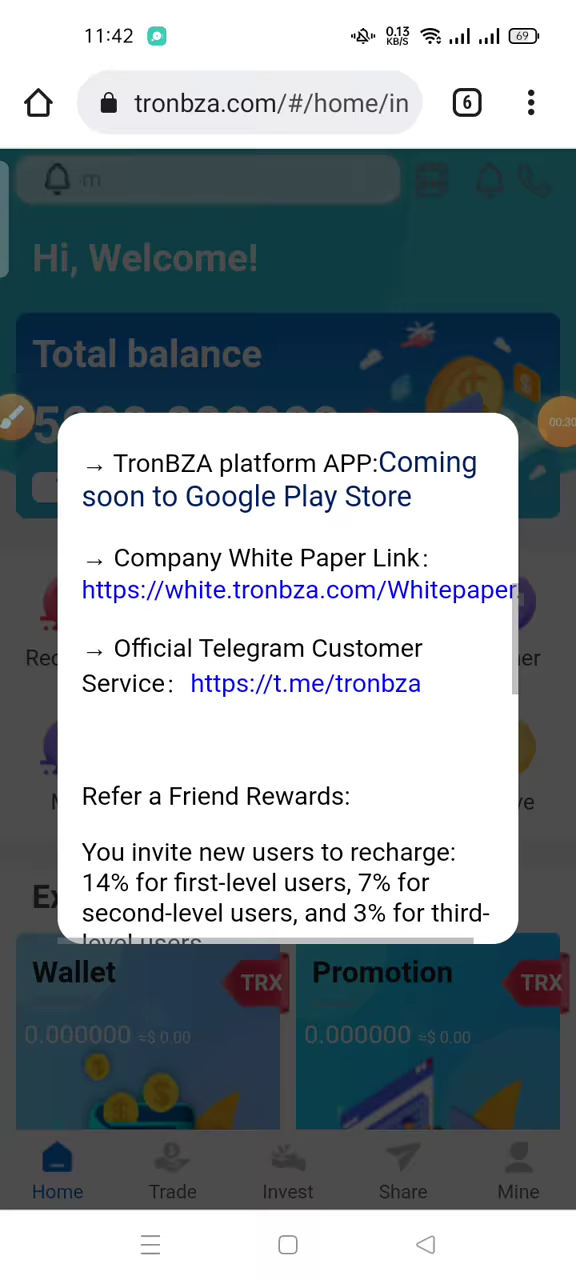 11:42
0.13
KB/S
69
tronbza.com/#/home/in
6
m
Hi, Welcome!
Total balance
00:30
→ TronBZA platform APP:Coming
soon to Google Play Store
→ Company White Paper Link:
https://white.tronbza.com/Whitepaper.
→ Official Telegram Customer
Service: https://t.me/tronbza
Refer a Friend Rewards:
You invite new users to recharge:
14% for first-level users, 7% for
second-level users, and 3% for third-
level users
Wallet
TRX
Promotion
TRX
0.000000 ≈$ 0.00
0.000000 ≈$ 0.00
Home
Trade
Invest
Share
Mine